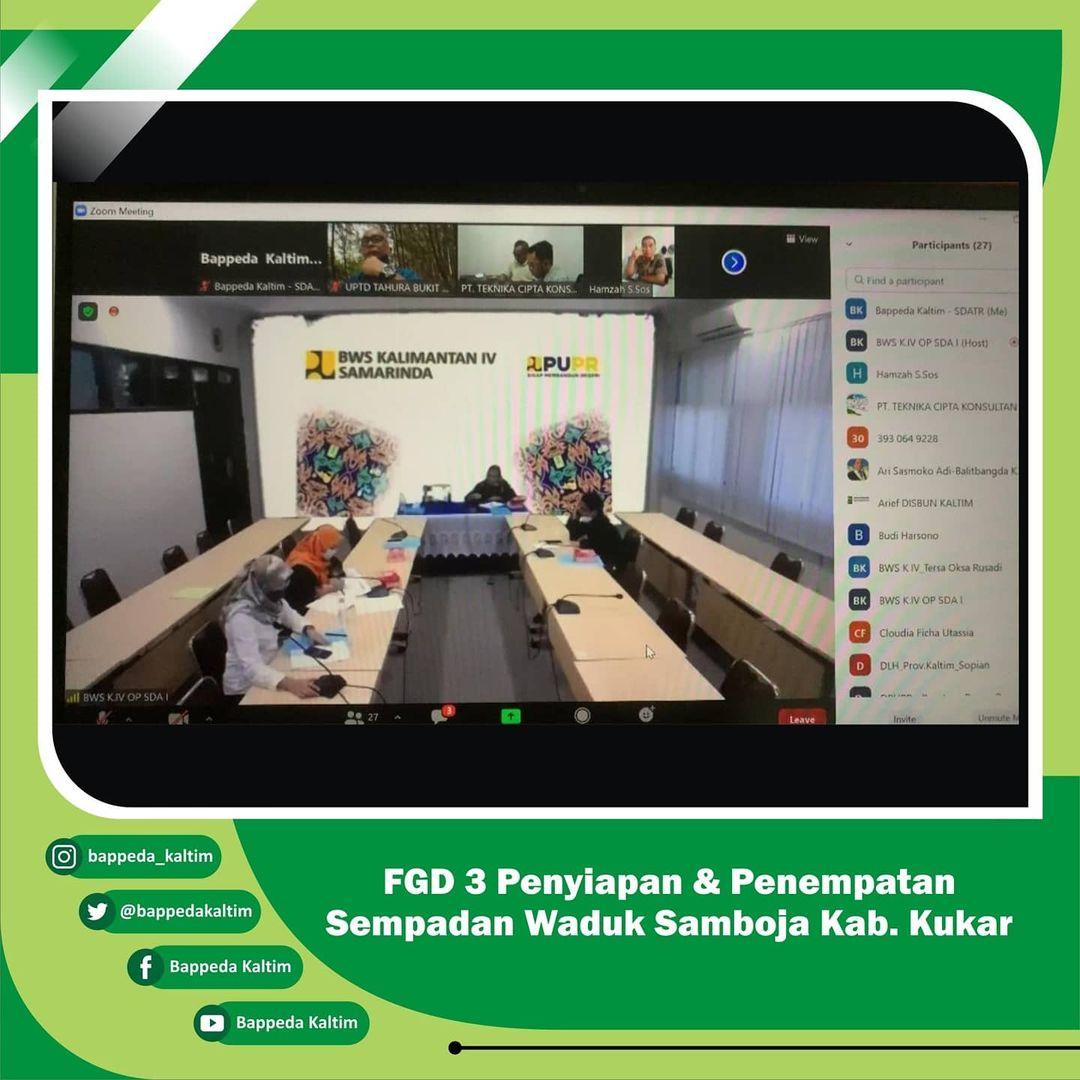 Zoom Meeting
Bappeda Kaltim...
Bappeda Kaltim - SDA...
UPTD TAHURA BUKIT ...
PT. TEKNIKA CIPTA KONS...
Hamzah S.Sos
View
Participants (27)
Find a participant
BK Bappeda Kaltim - SDATR (Me)
BK BWS K.IV OP SDA I (Host)
H Hamzah S.Sos
PT. TEKNIKA CIPTA KONSULTAN
30 393 064 9228
Ari Sasmoko Adi-Balitbangda K
Arief DISBUN KALTIM
B Budi Harsono
BK BWS K IV_Tersa Oksa Rusadi
BK BWS K.IV OP SDA I
CF Cloudia Ficha Utassia
D DLH_Prov.Kaltim_Sopian
Invite
Unmute
BWS KALIMANTAN IV
SAMARINDA
PUPR
SIGAP MEMBANGUN NEGERI
BWS K.IV OP SDA I
27
3
Leave
bappeda_kaltim
@bappedakaltim
Bappeda Kaltim
Bappeda Kaltim
FGD 3 Penyiapan & Penempatan
Sempadan Waduk Samboja Kab. Kukar